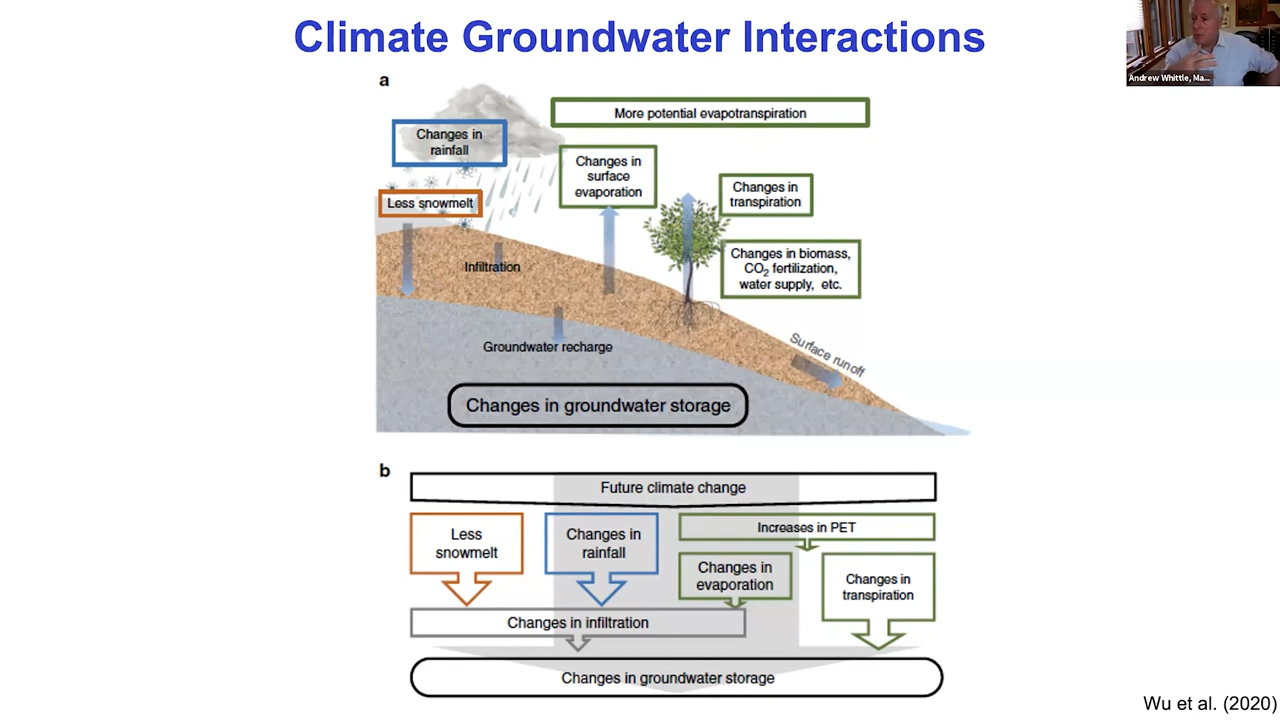 Climate Groundwater Interactions
Andrew Whittle, Ma...
a
More potential evapotranspiration
Changes in
rainfall
Changes in
surface
evaporation
Changes in
transpiration
Less snowmelt
Changes in biomass,
CO2 fertilization,
water supply, etc.
Infiltration
Groundwater recharge
Surface runoff
Changes in groundwater storage
b
Future climate change
Less
snowmelt
Changes in
rainfall
Increases in PET
Changes in
evaporation
Changes in
transpiration
Changes in infiltration
Changes in groundwater storage
Wu et al. (2020)